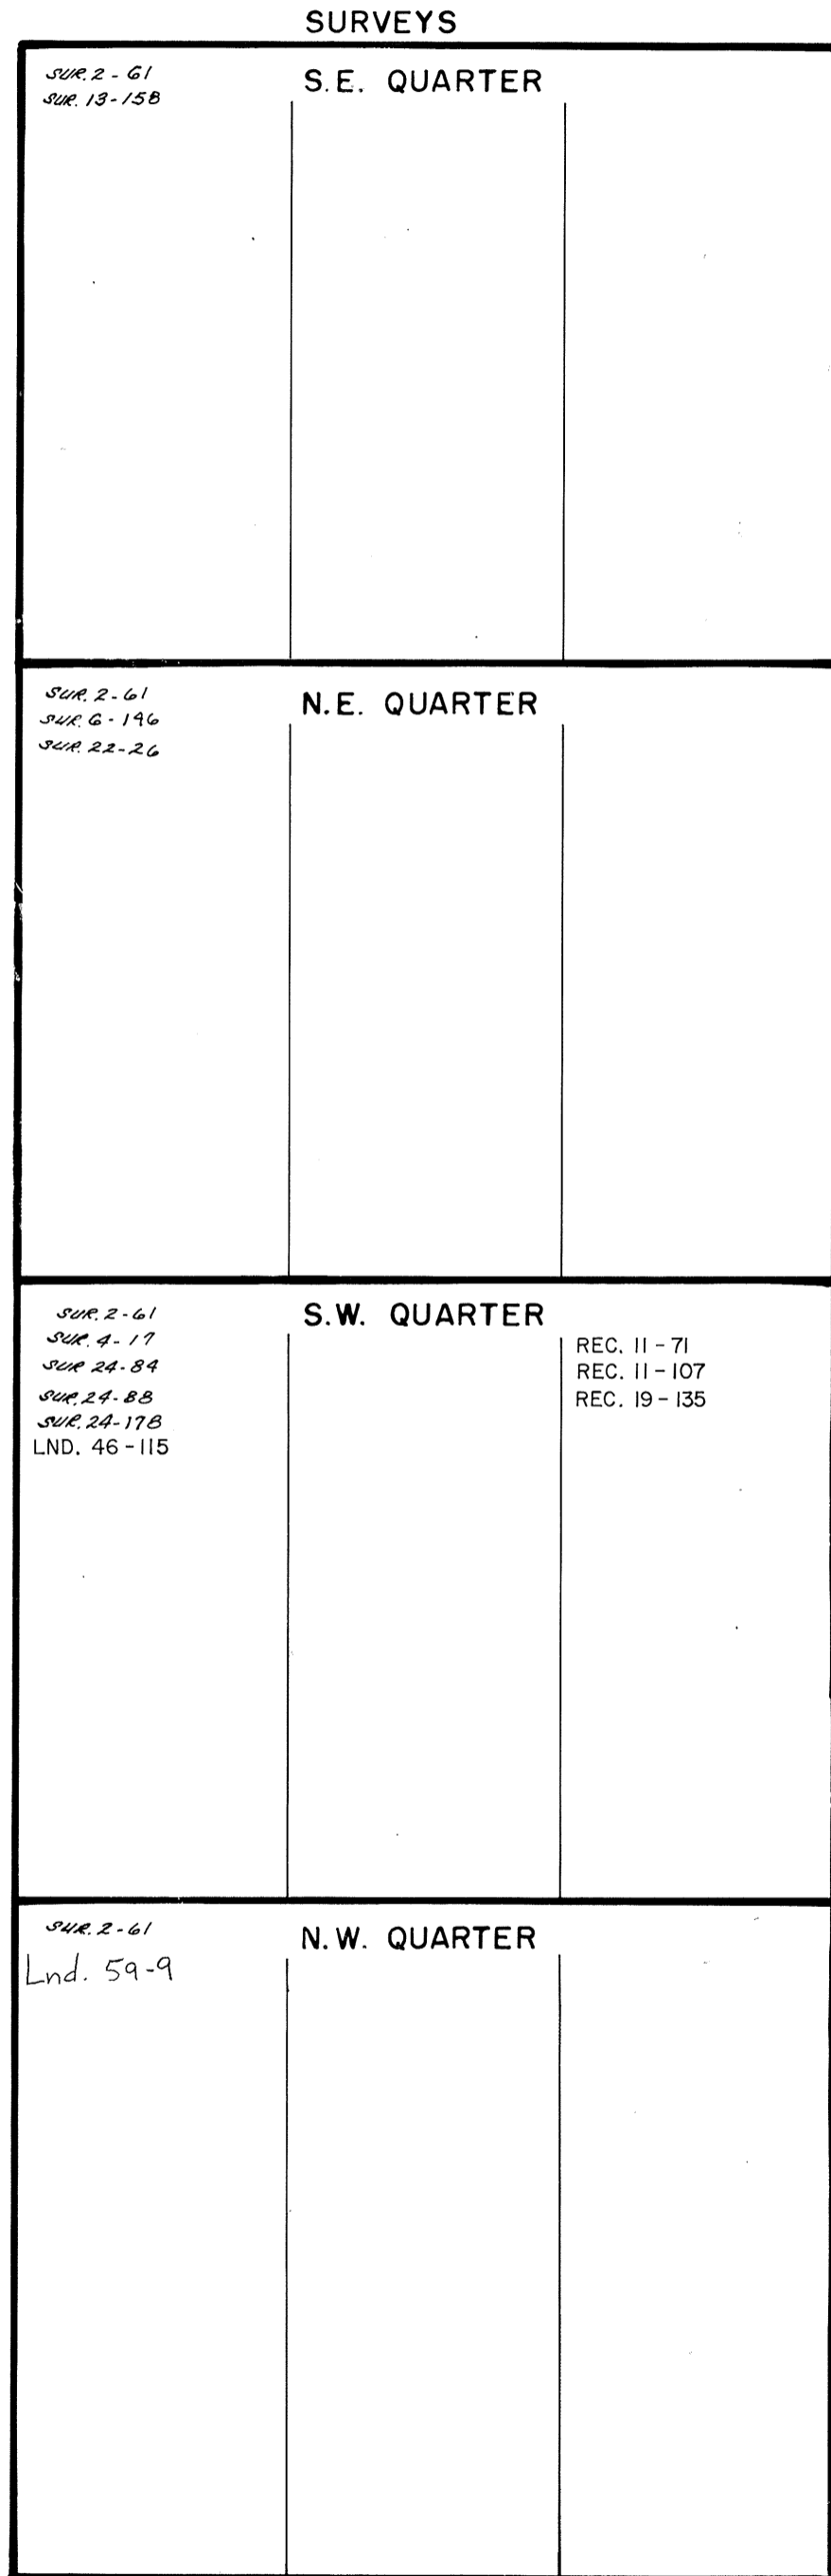 SURVEYS
S.E. QUARTER
SUR. 2-61
SUR. 13-158
N.E. QUARTER
SUR. 2-61
SUR. 6-196
SUR. 22-26
S.W. QUARTER
SUR. 2-61
SUR. 4-17
SUR 24-84
SUR. 24-88
SUR. 24-178
LND. 46-115
REC. 11-71
REC. 11-107
REC. 19-135
N.W. QUARTER
SUR. 2-61
Lnd. 59-9